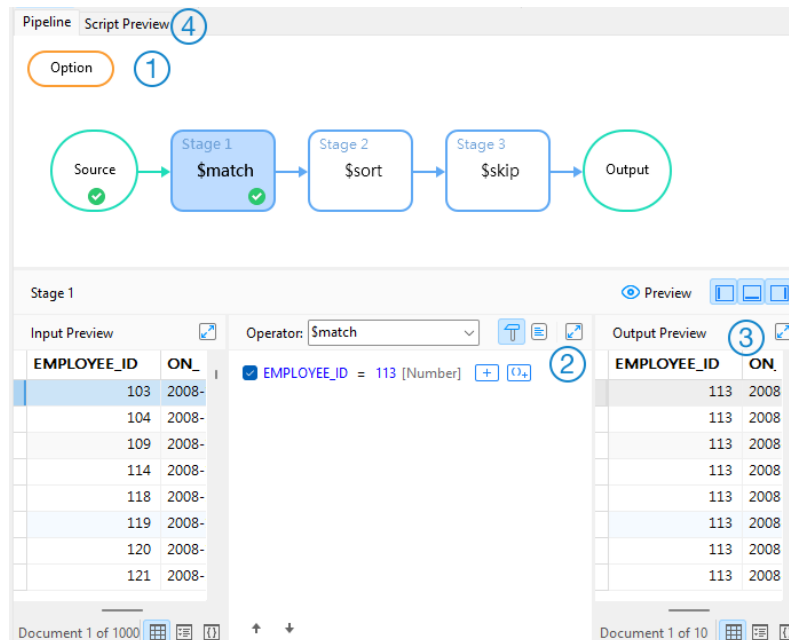 Pipeline Script Preview 4
Option 1
Stage 1 Stage 2 Stage 3
Source $match $sort $skip Output
Stage 1 Preview
Input Preview Operator: $match Output Preview 3
2
EMPLOYEE_ID ON_ EMPLOYEE_ID = 113 [Number] EMPLOYEE_ID ON_
103 2008- 113 2008
104 2008- 113 2008
109 2008- 113 2008
114 2008- 113 2008
118 2008- 113 2008
119 2008- 113 2008
120 2008- 113 2008
121 2008- 113 2008
Document 1 of 1000 Document 1 of 10